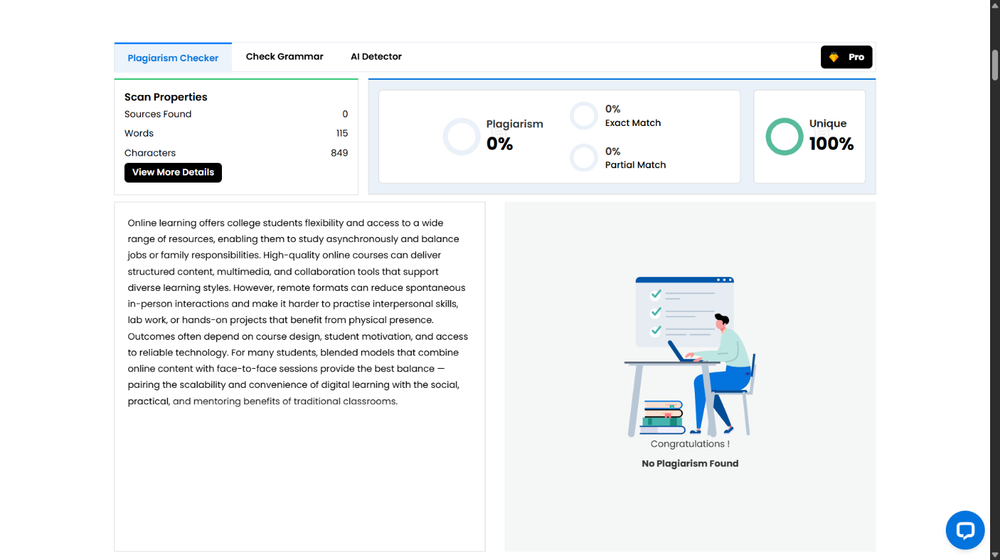 Plagiarism Checker
Check Grammar
AI Detector
Pro
Scan Properties
Sources Found 0
Words 115
Characters 849
View More Details
Plagiarism
0%
0%
Exact Match
0%
Partial Match
Unique
100%
Online learning offers college students flexibility and access to a wide
range of resources, enabling them to study asynchronously and balance
jobs or family responsibilities. High-quality online courses can deliver
structured content, multimedia, and collaboration tools that support
diverse learning styles. However, remote formats can reduce spontaneous
in-person interactions and make it harder to practise interpersonal skills,
lab work, or hands-on projects that benefit from physical presence.
Outcomes often depend on course design, student motivation, and access
to reliable technology. For many students, blended models that combine
online content with face-to-face sessions provide the best balance —
pairing the scalability and convenience of digital learning with the social,
practical, and mentoring benefits of traditional classrooms.
Congratulations !
No Plagiarism Found